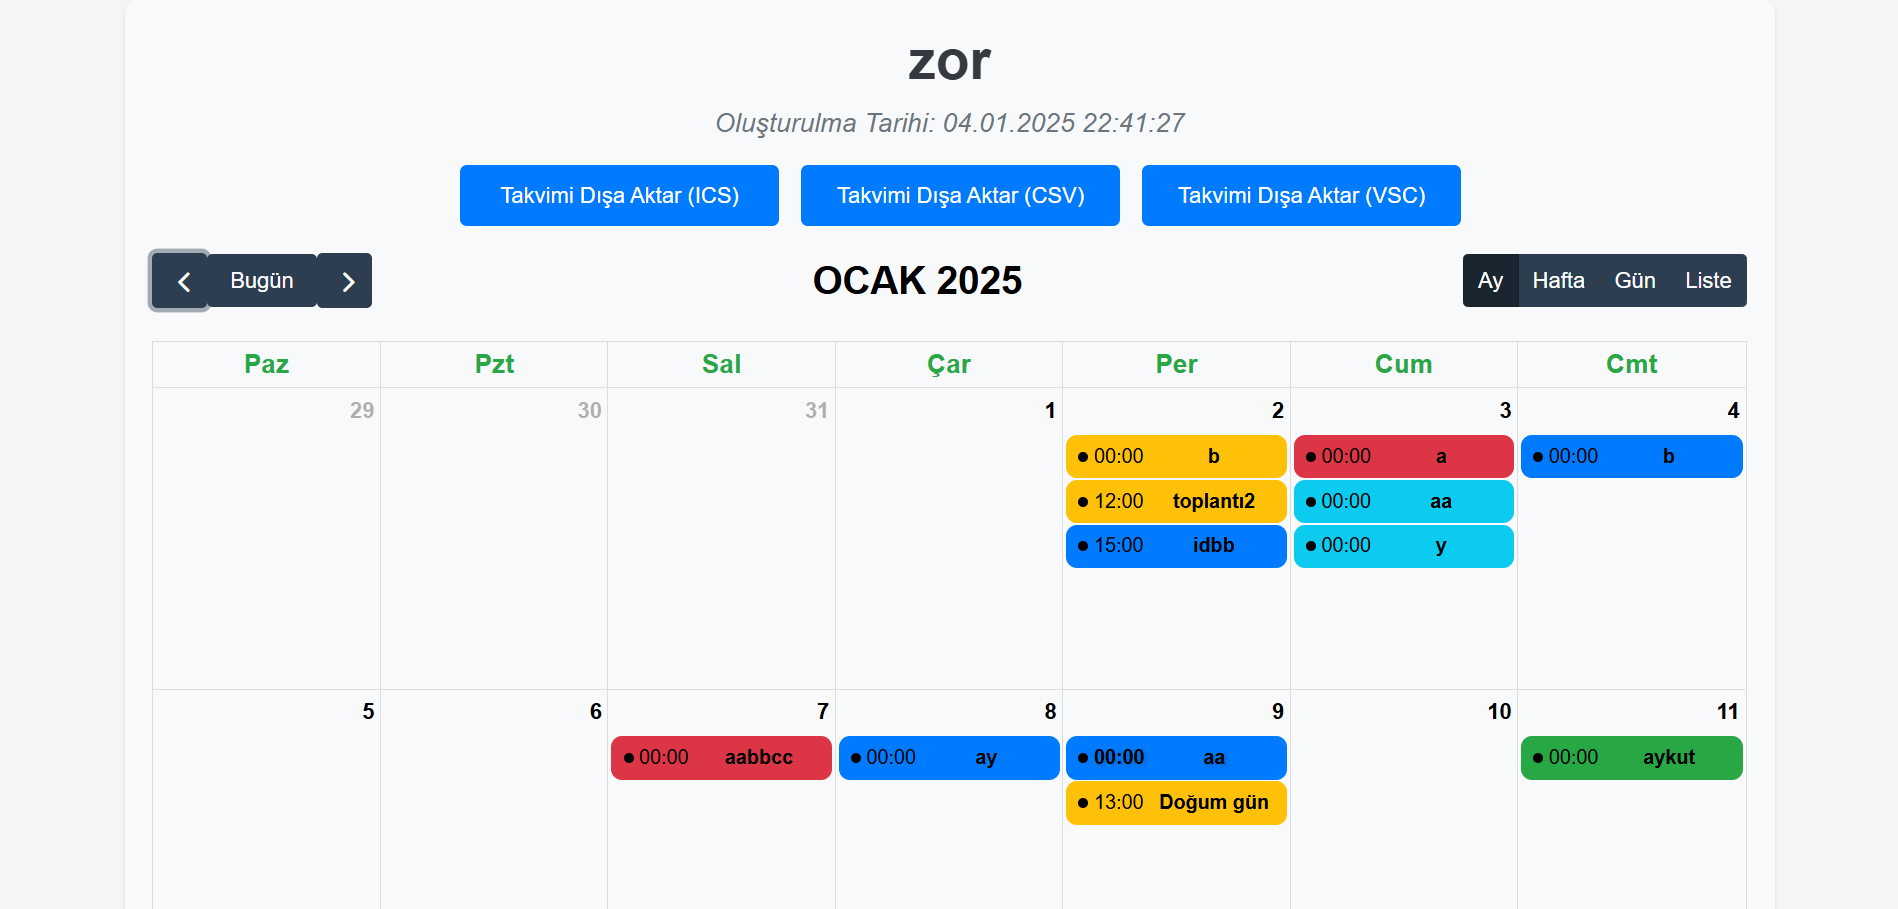 zor
Oluşturulma Tarihi: 04.01.2025 22:41:27
Takvimi Dışa Aktar (ICS) Takvimi Dışa Aktar (CSV) Takvimi Dışa Aktar (VSC)
Bugün OCAK 2025 Ay Hafta Gün Liste
Paz Pzt Sal Çar Per Cum Cmt
29 30 31 1 2 3 4
00:00 b 00:00 a 00:00 b
12:00 toplantı2 00:00 aa
15:00 idbb 00:00 y
5 6 7 8 9 10 11
00:00 aabbcc 00:00 ay 00:00 aa 00:00 aykut
13:00 Doğum gün